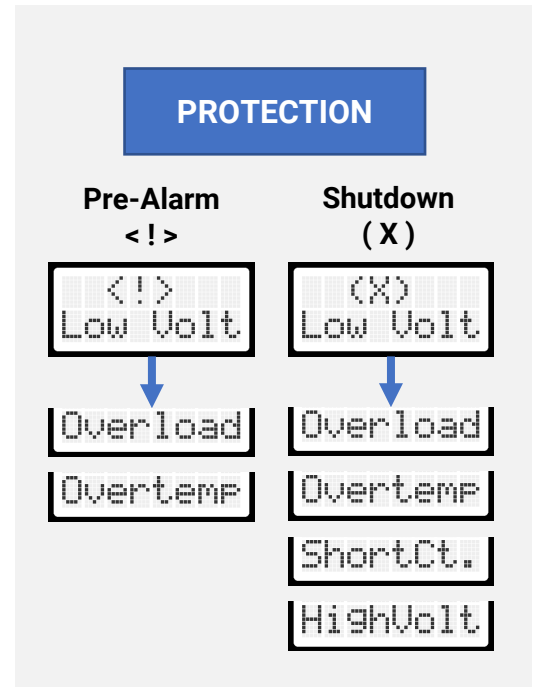 PROTECTION
Pre-Alarm
<!>
<!>
Low Volt
Overload
Overtemp
Shutdown
(X)
(X)
Low Volt
Overload
Overtemp
ShortCt.
HighVolt